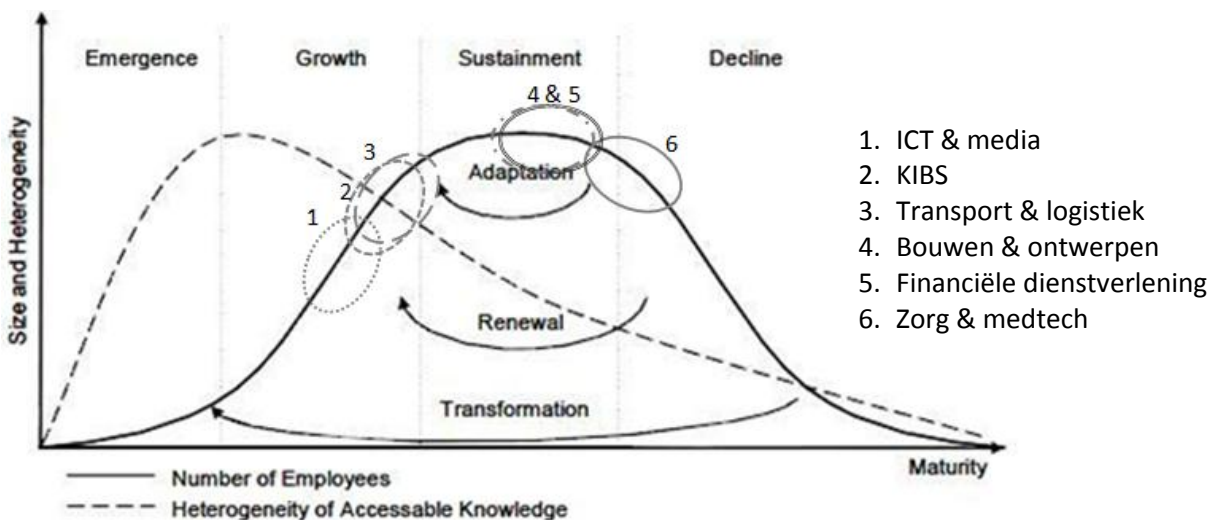 Emergence
Growth
Sustainment
Decline
4 & 5
6
3
2
1
Adaptation
Renewal
Transformation
Size and Heterogeneity
Maturity
Number of Employees
Heterogeneity of Accessable Knowledge
1. ICT & media
2. KIBS
3. Transport & logistiek
4. Bouwen & ontwerpen
5. Financiële dienstverlening
6. Zorg & medtech